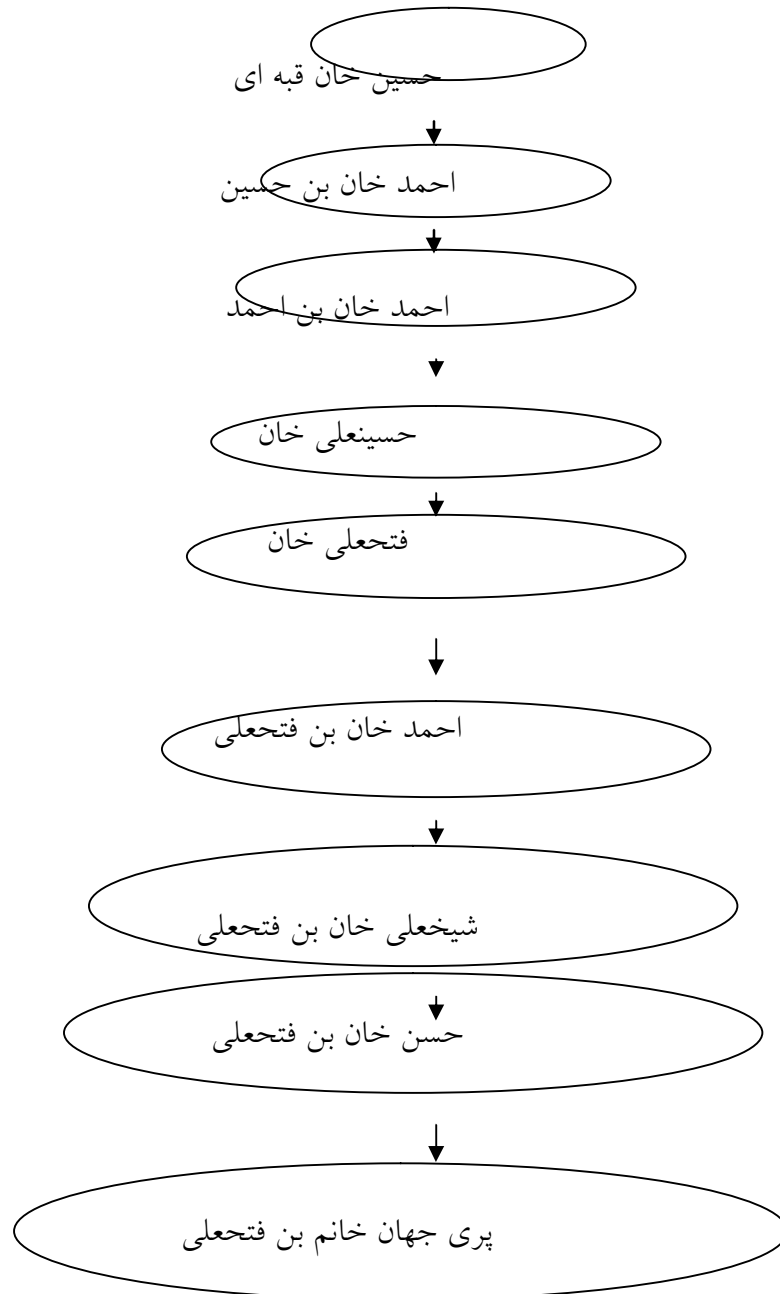 حسین خان قبه ای
احمد خان بن حسین
احمد خان بن احمد
حسینعلی خان
فتحعلی خان
احمد خان بن فتحعلی
شیخعلی خان بن فتحعلی
حسن خان بن فتحعلی
پری جهان خانم بن فتحعلی